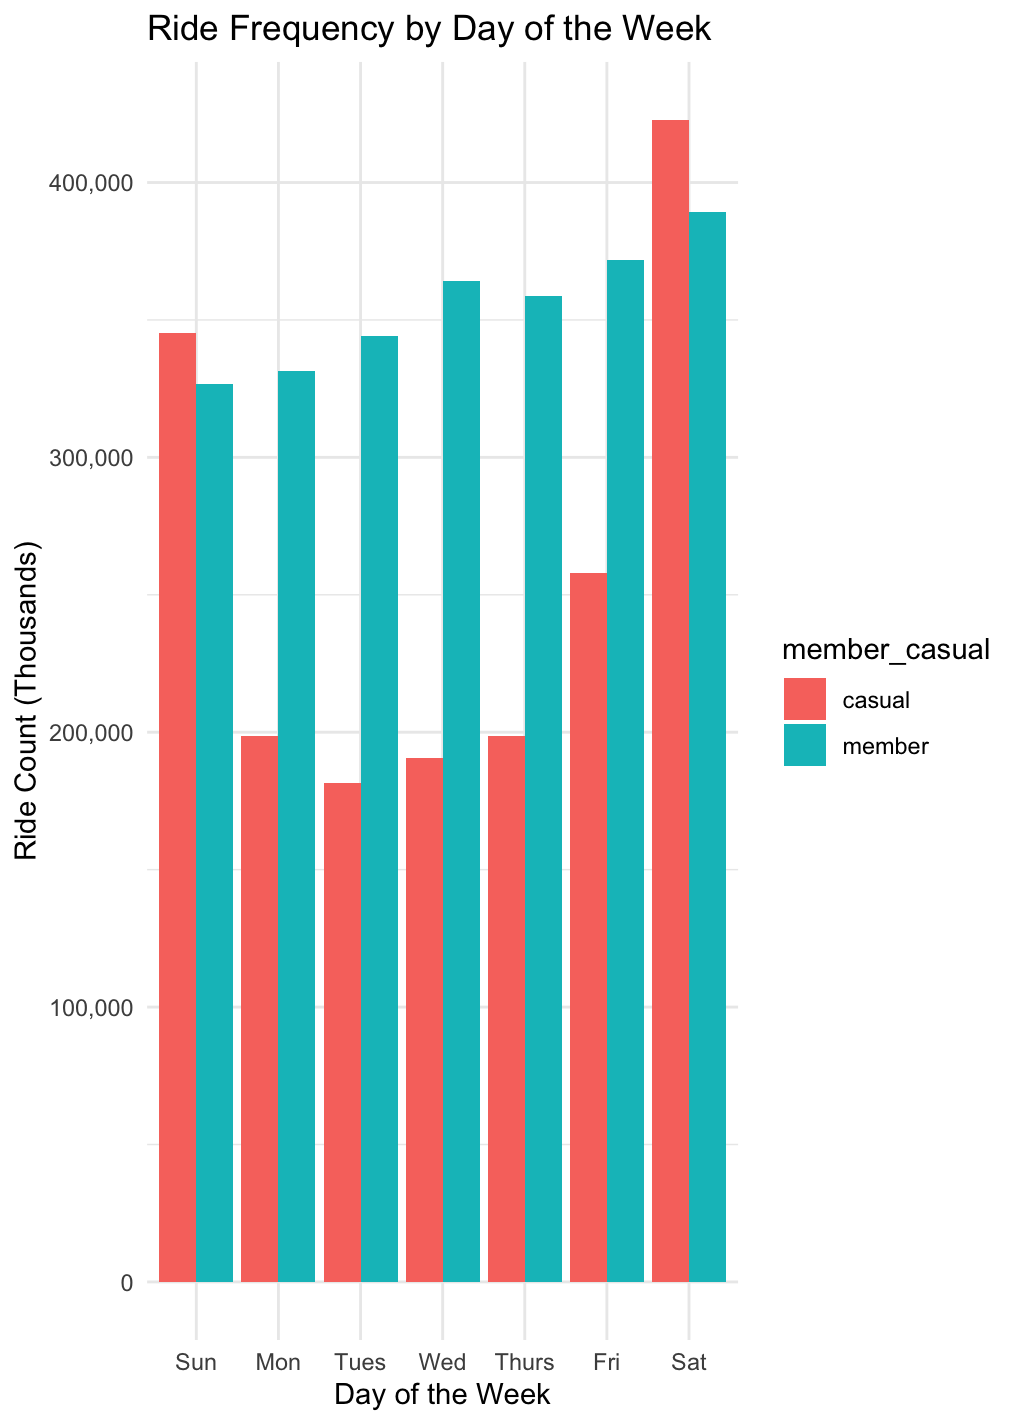 Ride Frequency by Day of the Week
400,000
300,000
200,000
100,000
0
Ride Count (Thousands)
Sun Mon Tues Wed Thurs Fri Sat
Day of the Week
member_casual
casual
member